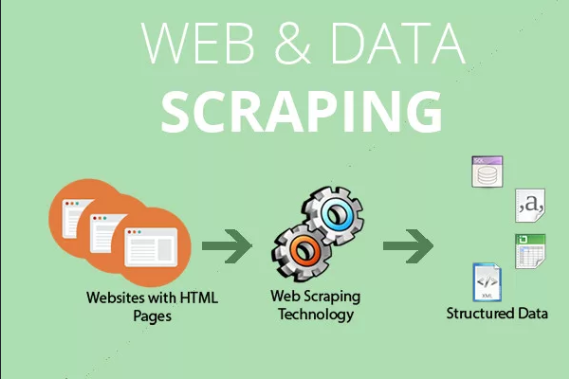 WEB & DATA
SCRAPING
SQL
,a,
</>
XML
Websites with HTML
Pages
Web Scraping
Technology
Structured Data